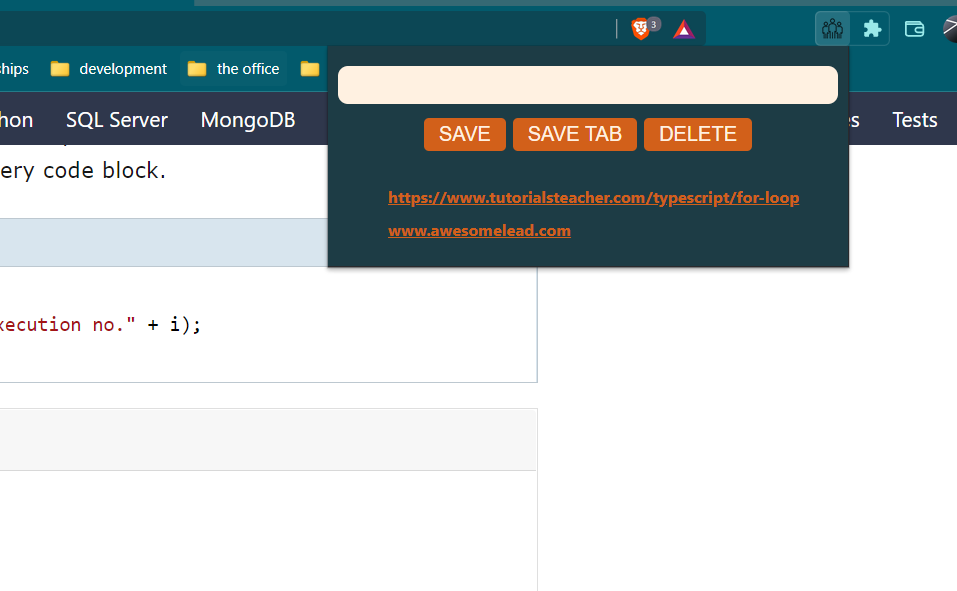 3
ships
development
the office
hon
SQL Server
MongoDB
es
Tests
SAVE
SAVE TAB
DELETE
ery code block.
https://www.tutorialsteacher.com/typescript/for-loop
www.awesomelead.com
xecution no." + i);